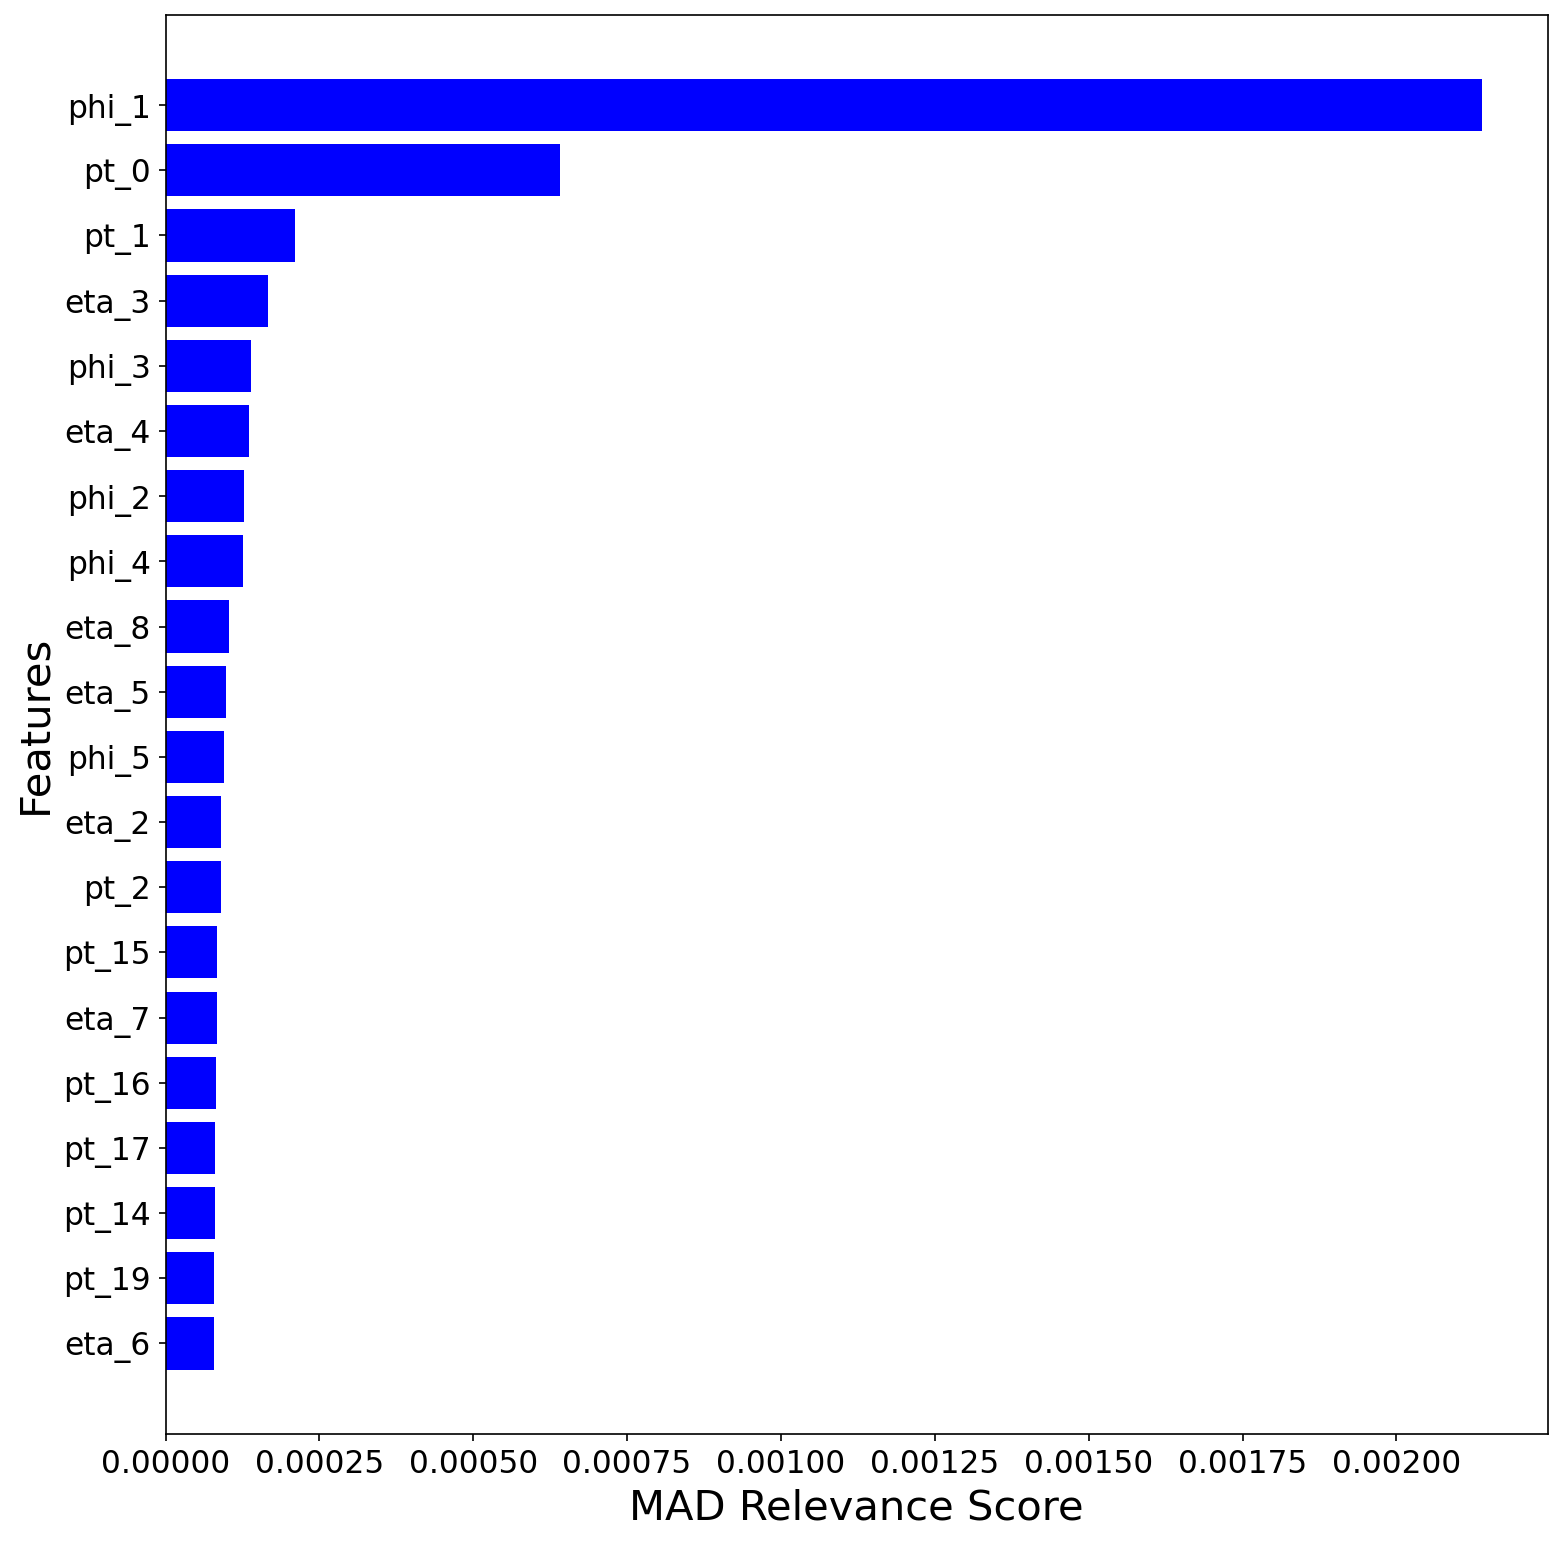 phi_1
pt_0
pt_1
eta_3
phi_3
eta_4
phi_2
phi_4
eta_8
eta_5
phi_5
eta_2
pt_2
pt_15
eta_7
pt_16
pt_17
pt_14
pt_19
eta_6
Features
0.00000 0.00025 0.00050 0.00075 0.00100 0.00125 0.00150 0.00175 0.00200
MAD Relevance Score